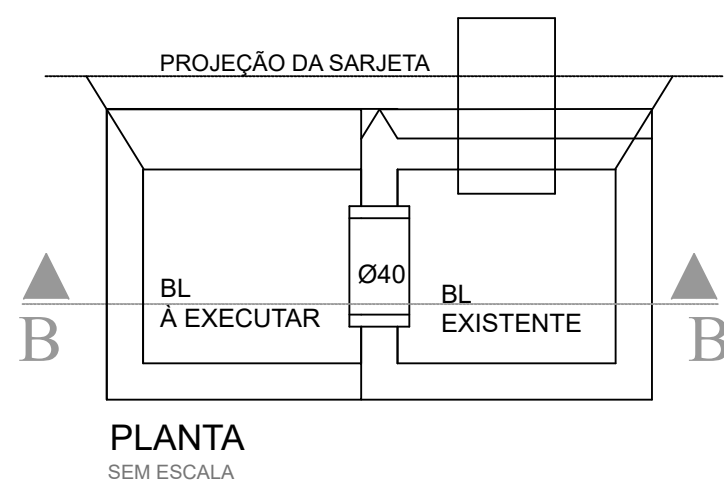 PROJEÇÃO DA SARJETA
Ø40
BL
À EXECUTAR
BL
EXISTENTE
B
B
PLANTA
SEM ESCALA